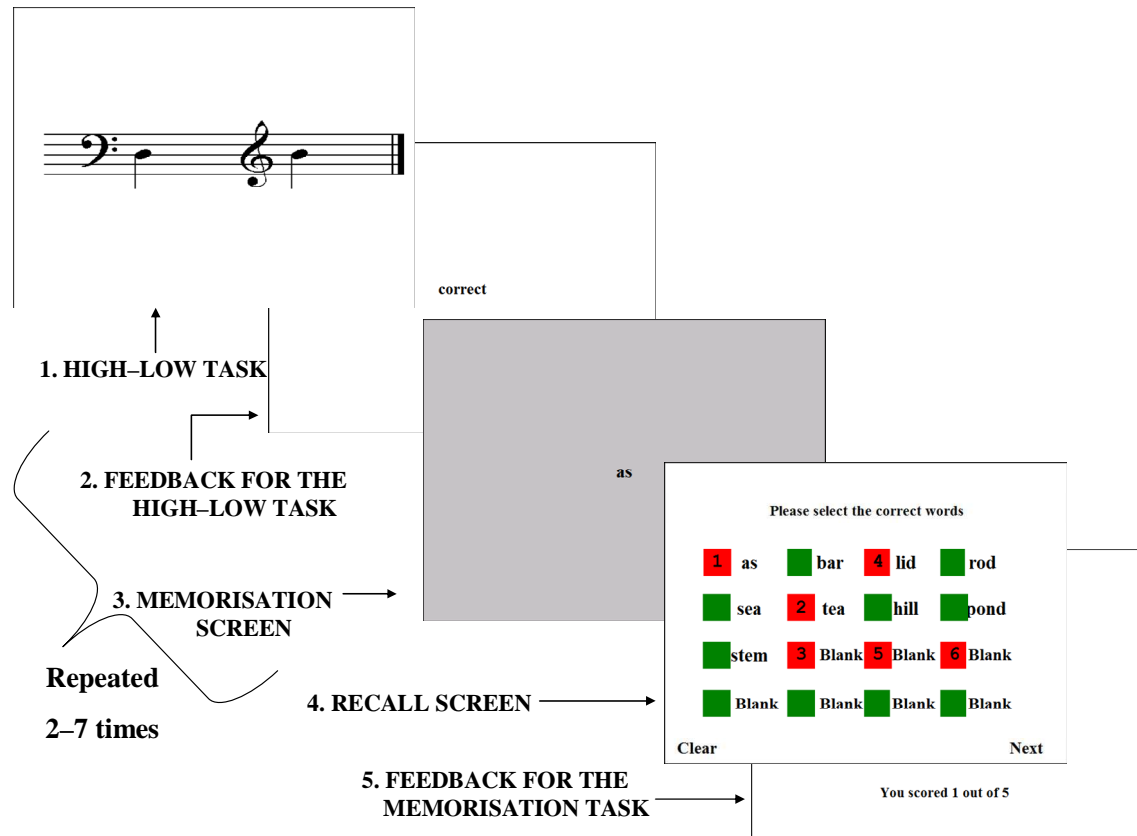 correct
1. HIGH–LOW TASK
2. FEEDBACK FOR THE
HIGH–LOW TASK
as
Please select the correct words
1 as bar 4 lid rod
sea 2 tea hill pond
stem 3 Blank 5 Blank 6 Blank
Blank Blank Blank Blank
Clear Next
3. MEMORISATION
SCREEN
Repeated
2–7 times
4. RECALL SCREEN
5. FEEDBACK FOR THE
MEMORISATION TASK
You scored 1 out of 5